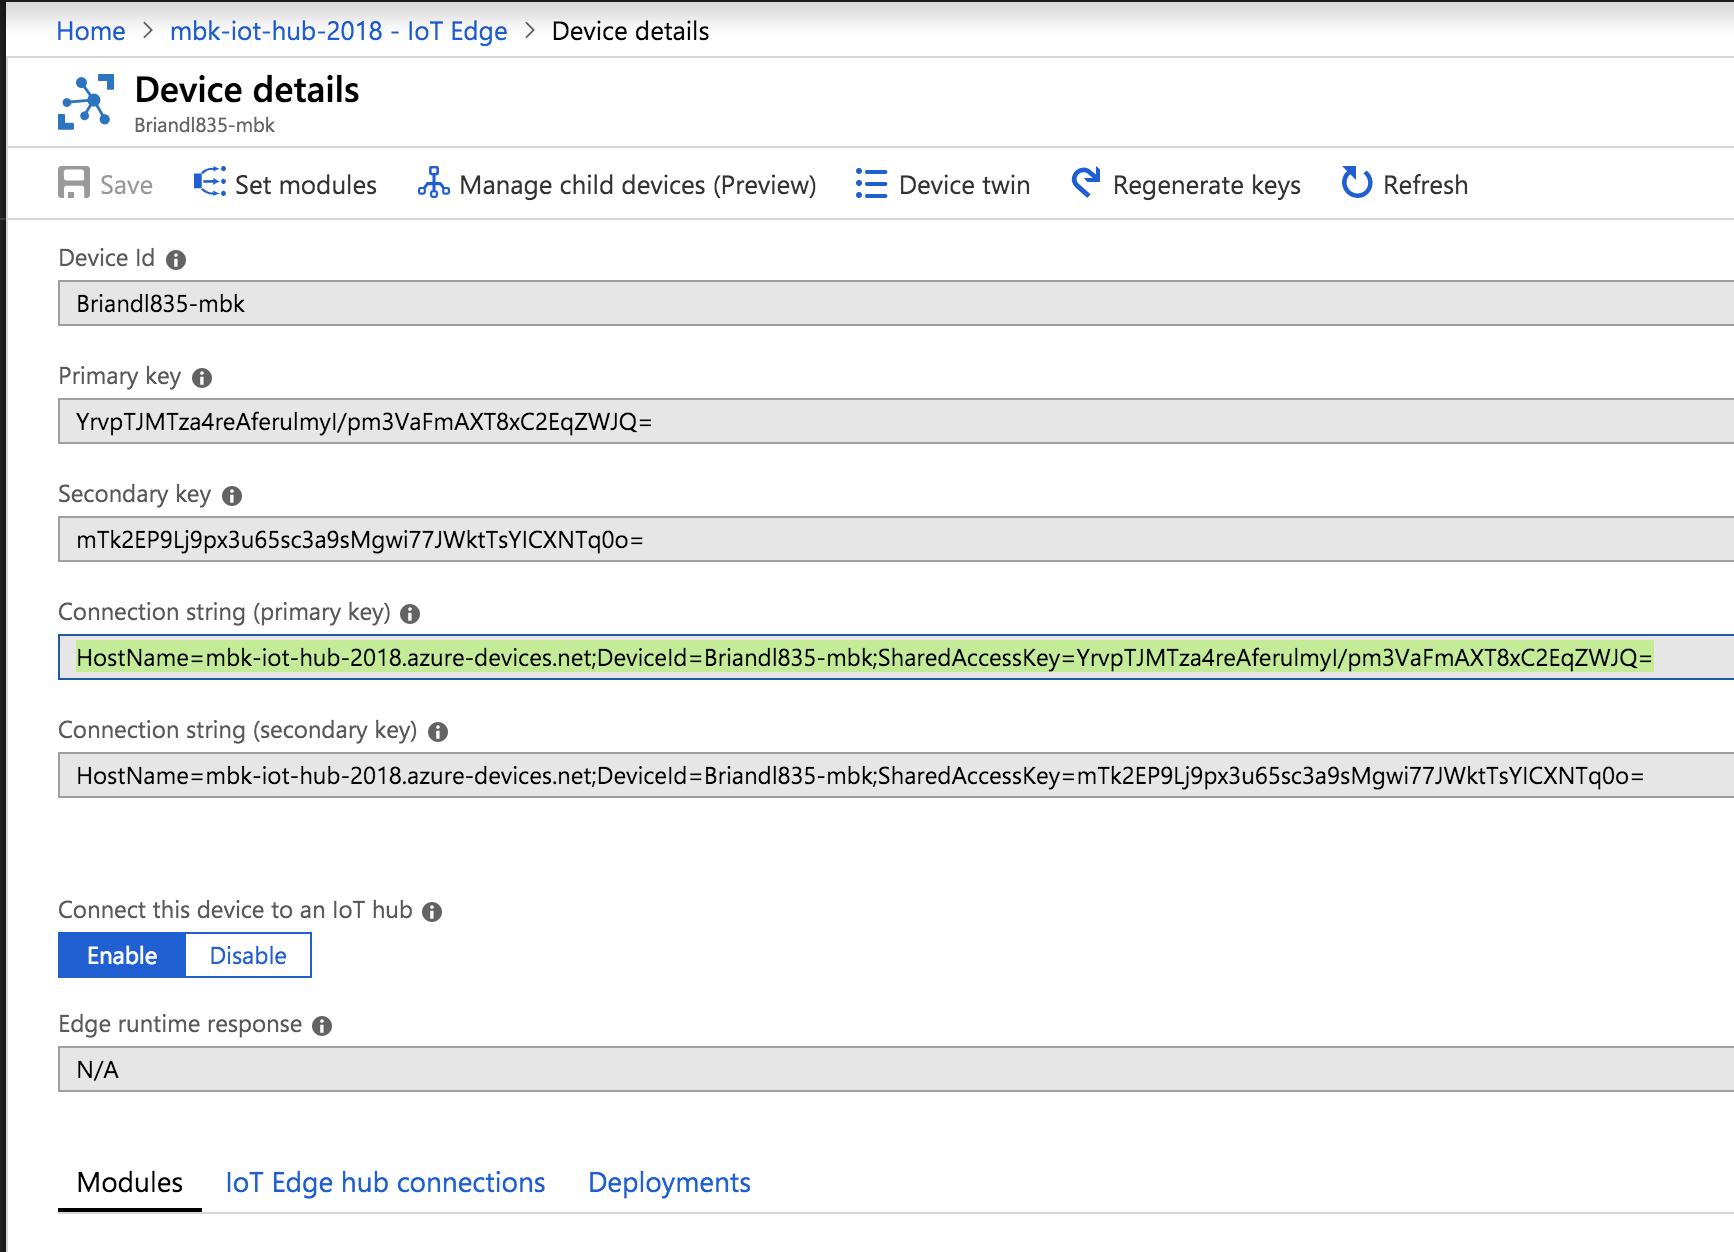 Home > mbk-iot-hub-2018 - IoT Edge > Device details
Device details
Briandl835-mbk
Save Set modules Manage child devices (Preview) Device twin Regenerate keys Refresh
Device Id
Briandl835-mbk
Primary key
YrvpTJMTza4reAferulmyI/pm3VaFmAXT8xC2EqZWJQ=
Secondary key
mTk2EP9Lj9px3u65sc3a9sMgwi77JWktTsYICXNTq0o=
Connection string (primary key)
HostName=mbk-iot-hub-2018.azure-devices.net;DeviceId=Briandl835-mbk;SharedAccessKey=YrvpTJMTza4reAferulmyI/pm3VaFmAXT8xC2EqZWJQ=
Connection string (secondary key)
HostName=mbk-iot-hub-2018.azure-devices.net;DeviceId=Briandl835-mbk;SharedAccessKey=mTk2EP9Lj9px3u65sc3a9sMgwi77JWktTsYICXNTq0o=
Connect this device to an IoT hub
Enable Disable
Edge runtime response
N/A
Modules IoT Edge hub connections Deployments